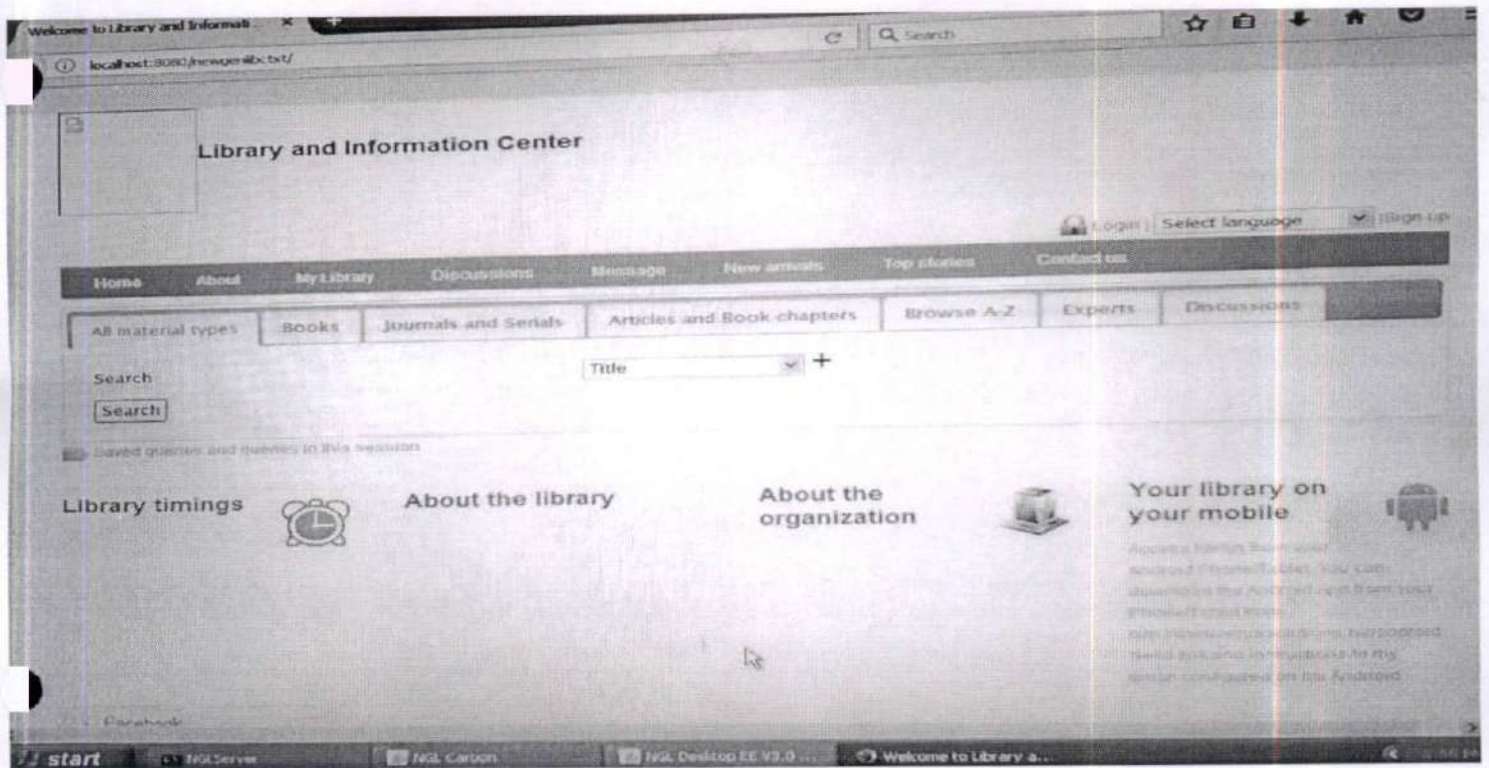 Welcome to Library and Informati...
localhost:8080/newgenlibctxt/
Search
Library and Information Center
Login | Select language | Sign up
Home About My Library Discussions Message New arrivals Top stories Contact us
All material types Books Journals and Serials Articles and Book chapters Browse A-Z Experts Discussions
Search Title +
Search
Saved queries and queries in this session
Library timings About the library About the organization Your library on your mobile
Facebook
start NGLServer NGL Carbon NGL Desktop EE V3.0 ... Welcome to Library a...